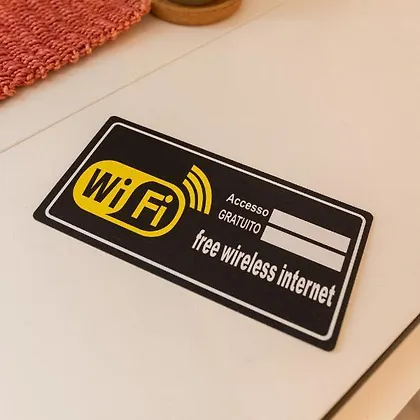 WiFi
Accesso
GRATUITO
free wireless internet